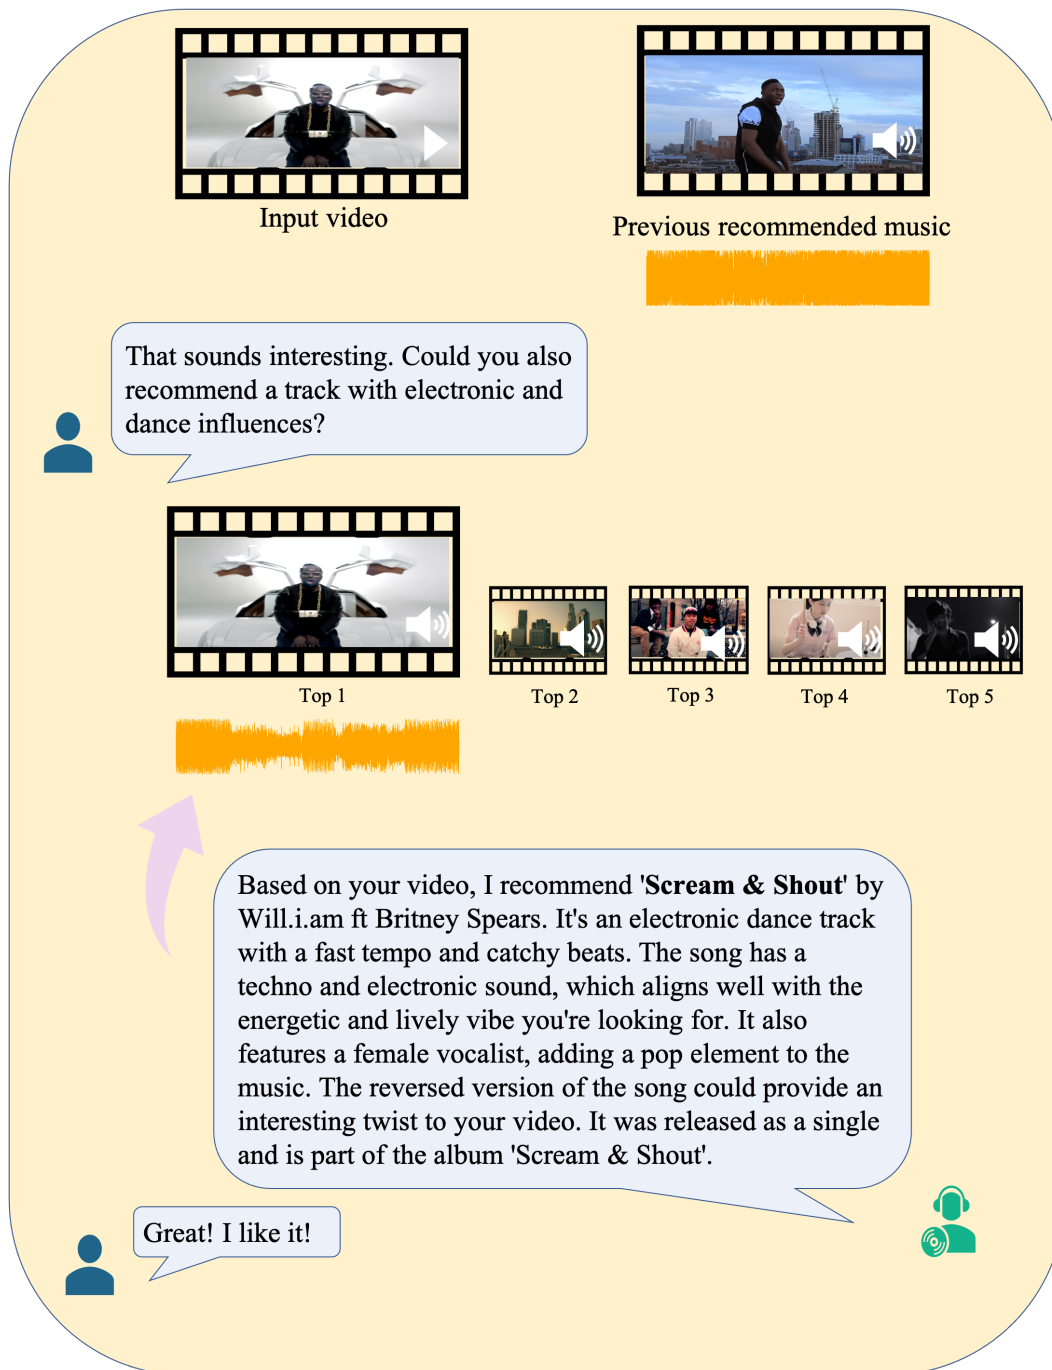 Input video
Previous recommended music
That sounds interesting. Could you also
recommend a track with electronic and
dance influences?
Top 1
Top 2
Top 3
Top 4
Top 5
Based on your video, I recommend 'Scream & Shout' by
Will.i.am ft Britney Spears. It's an electronic dance track
with a fast tempo and catchy beats. The song has a
techno and electronic sound, which aligns well with the
energetic and lively vibe you're looking for. It also
features a female vocalist, adding a pop element to the
music. The reversed version of the song could provide an
interesting twist to your video. It was released as a single
and is part of the album 'Scream & Shout'.
Great! I like it!